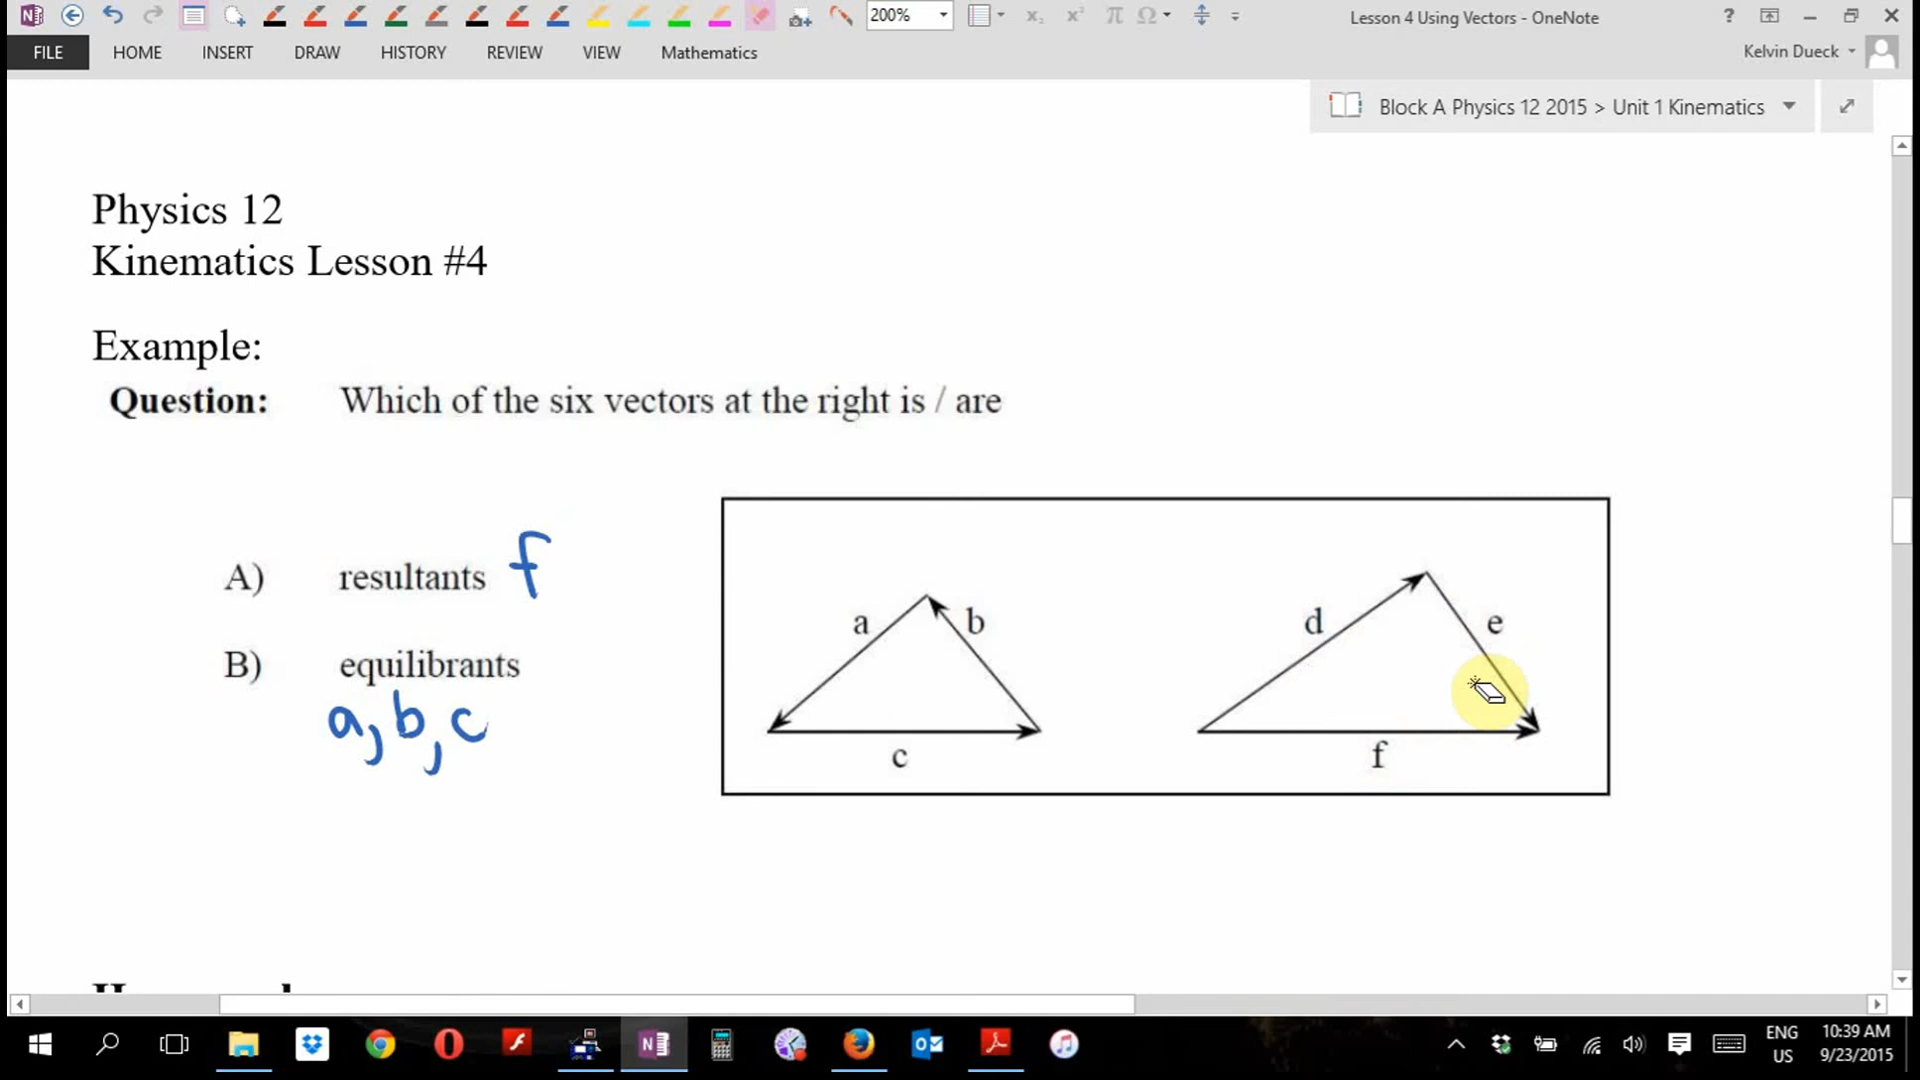 200%
x₂ x² π Ω
Lesson 4 Using Vectors - OneNote
?
FILE HOME INSERT DRAW HISTORY REVIEW VIEW Mathematics
Kelvin Dueck
Block A Physics 12 2015 > Unit 1 Kinematics
Physics 12
Kinematics Lesson #4
Example:
Question: Which of the six vectors at the right is / are
A) resultants f
B) equilibrants
a, b, c
a b
c
d e
f
ENG
US
10:39 AM
9/23/2015